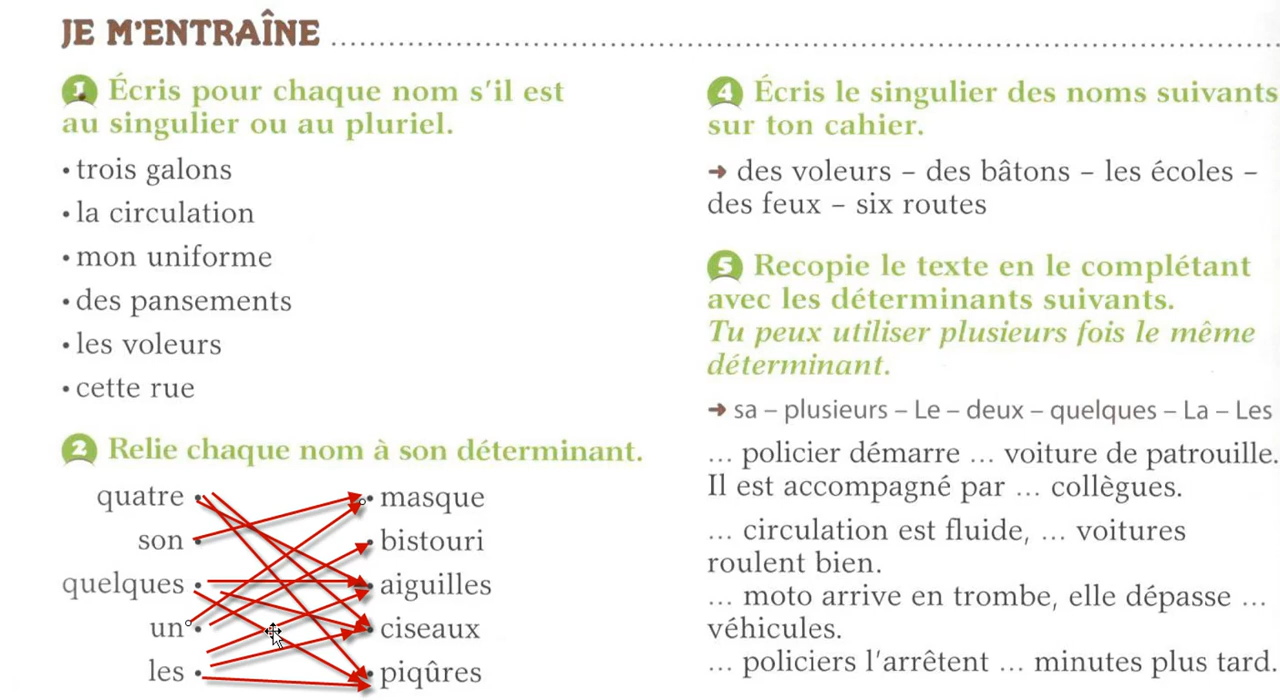 JE M'ENTRAÎNE
1 Écris pour chaque nom s'il est
au singulier ou au pluriel.
• trois galons
• la circulation
• mon uniforme
• des pansements
• les voleurs
• cette rue
2 Relie chaque nom à son déterminant.
quatre • • masque
son • • bistouri
quelques • • aiguilles
un • • ciseaux
les • • piqûres
4 Écris le singulier des noms suivants
sur ton cahier.
➜ des voleurs – des bâtons – les écoles –
des feux – six routes
5 Recopie le texte en le complétant
avec les déterminants suivants.
Tu peux utiliser plusieurs fois le même
déterminant.
➜ sa – plusieurs – Le – deux – quelques – La – Les
... policier démarre ... voiture de patrouille.
Il est accompagné par ... collègues.
... circulation est fluide, ... voitures
roulent bien.
... moto arrive en trombe, elle dépasse ...
véhicules.
... policiers l'arrêtent ... minutes plus tard.